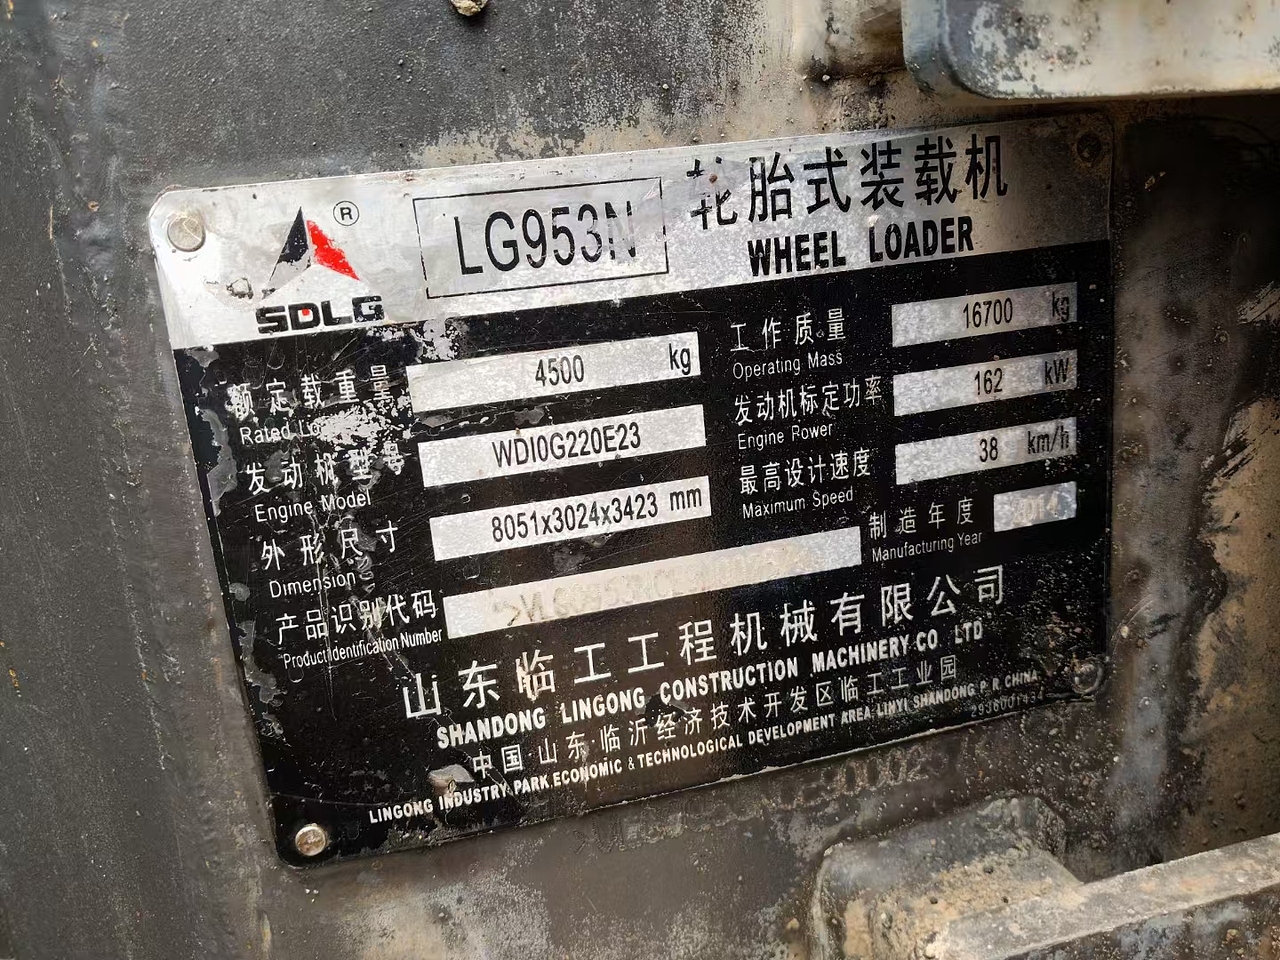 ®
SDLG
LG953N
轮胎式装载机
WHEEL LOADER
额定载重量 4500 kg
Rated
发动机型号 WDI0G220E23
Engine Model
外形尺寸 8051x3024x3423 mm
Dimension
产品识别代码
Product Identification Number
工作质量 16700 kg
Operating Mass
发动机标定功率 162 kW
Engine Power
最高设计速度 38 km/h
Maximum Speed
制造年度
Manufacturing Year
山东临工工程机械有限公司
SHANDONG LINGONG CONSTRUCTION MACHINERY CO. LTD
中国山东临沂经济技术开发区临工工业园
LINGONG INDUSTRY PARK.ECONOMIC & TECHNOLOGICAL DEVELOPMENT AREA LINYI SHANDONG P R CHINA